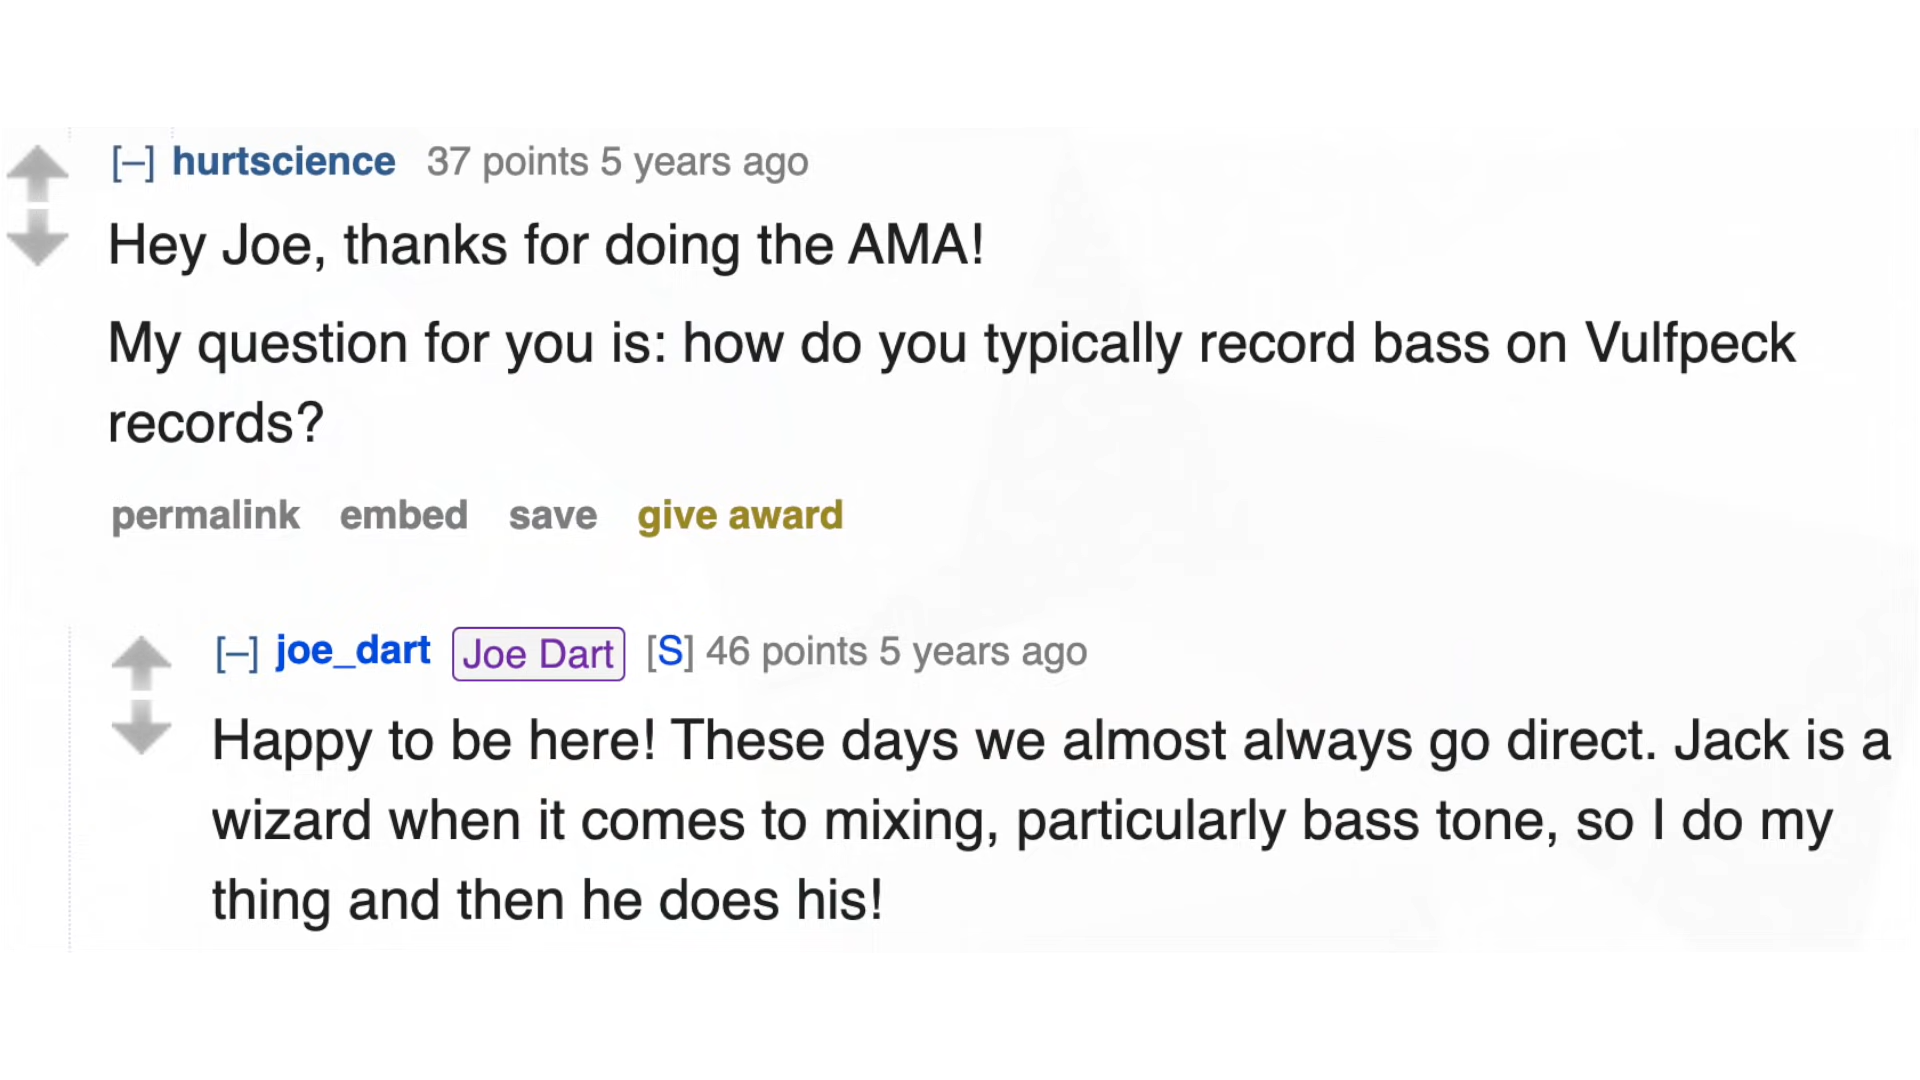 [–] hurtscience 37 points 5 years ago
Hey Joe, thanks for doing the AMA!
My question for you is: how do you typically record bass on Vulfpeck
records?
permalink embed save give award
[–] joe_dart Joe Dart [S] 46 points 5 years ago
Happy to be here! These days we almost always go direct. Jack is a
wizard when it comes to mixing, particularly bass tone, so I do my
thing and then he does his!